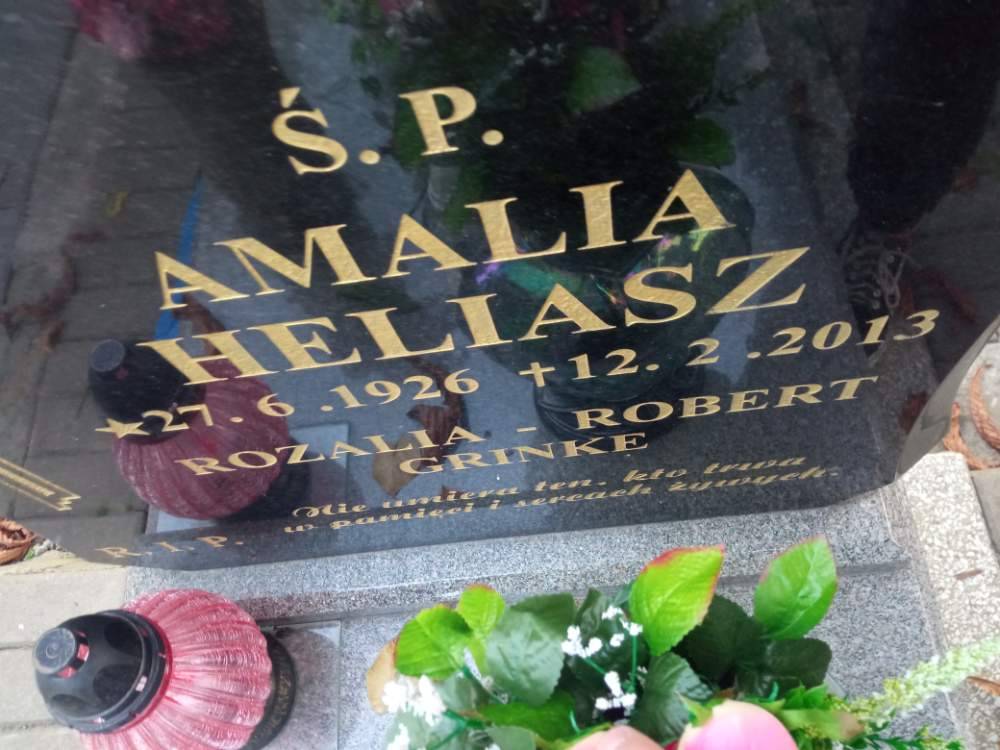 Ś. P.
AMALIA
HELIASZ
★27. 6 .1926 ✝12. 2 .2013
ROZALIA - ROBERT
GRINKE
Nie umiera ten, kto trwa
w pamięci i sercach żywych.
R. I. P.